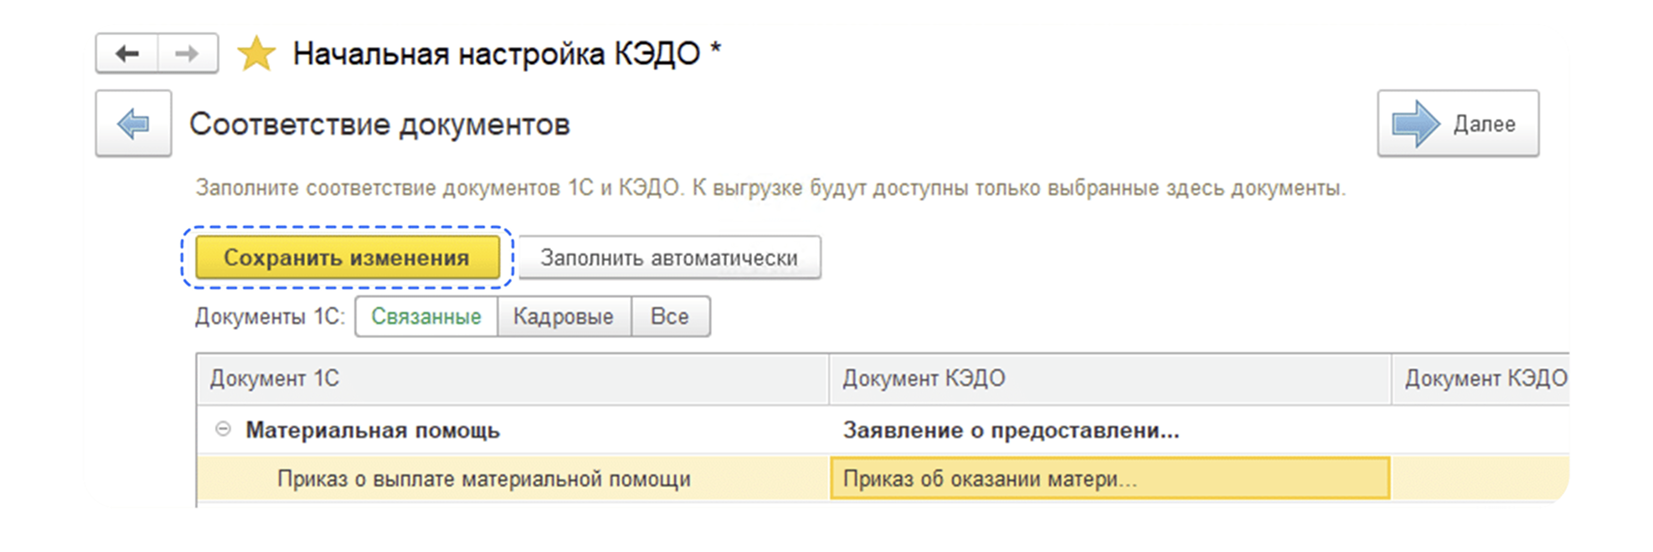 Начальная настройка КЭДО *
Соответствие документов
Далее
Заполните соответствие документов 1С и КЭДО. К выгрузке будут доступны только выбранные здесь документы.
Сохранить изменения Заполнить автоматически
Документы 1С: Связанные Кадровые Все
Документ 1С Документ КЭДО Документ КЭДО
Материальная помощь Заявление о предоставлени...
Приказ о выплате материальной помощи Приказ об оказании матери...